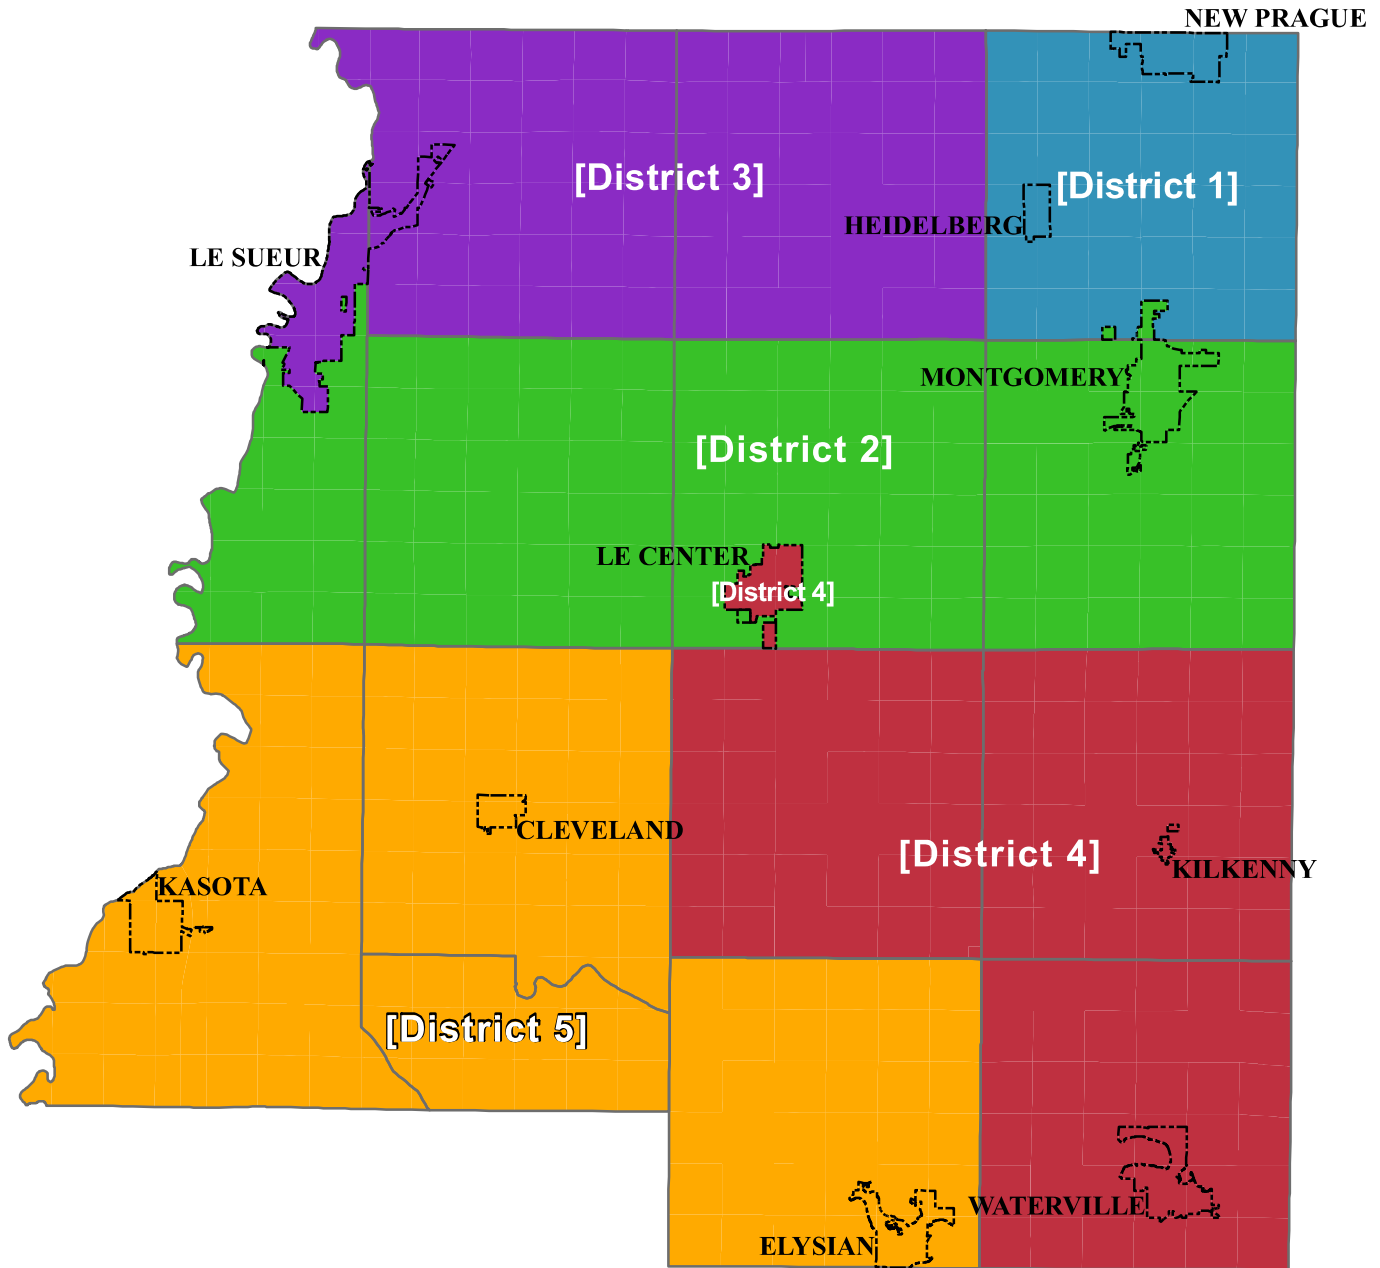 NEW PRAGUE
[District 3]
[District 1]
HEIDELBERG
LE SUEUR
MONTGOMERY
[District 2]
LE CENTER
[District 4]
CLEVELAND
[District 4]
KILKENNY
KASOTA
[District 5]
WATERVILLE
ELYSIAN